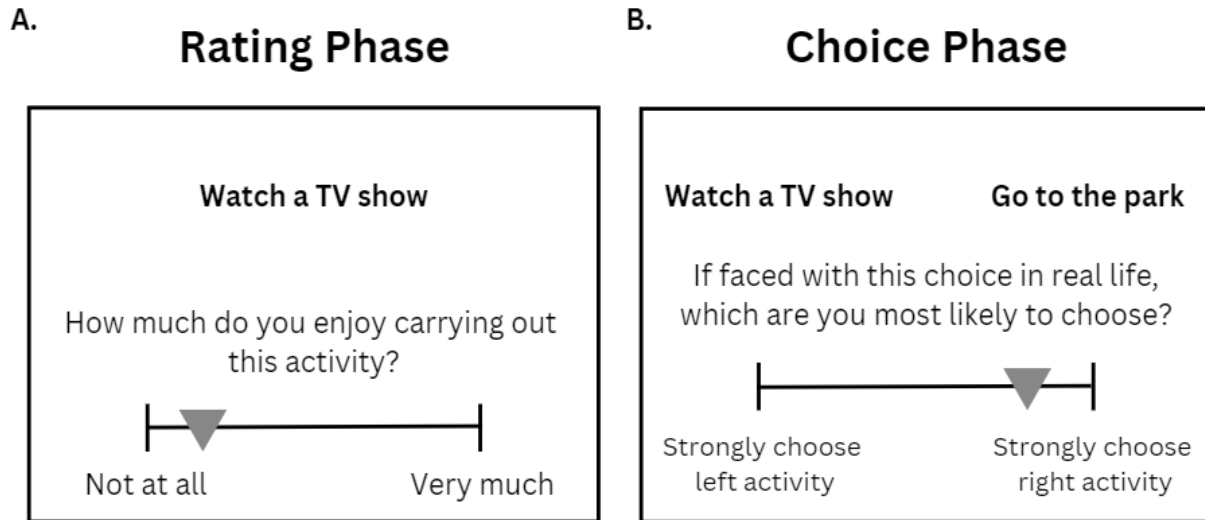 A.
Rating Phase
Watch a TV show
How much do you enjoy carrying out
this activity?
Not at all
Very much
B.
Choice Phase
Watch a TV show
Go to the park
If faced with this choice in real life,
which are you most likely to choose?
Strongly choose
left activity
Strongly choose
right activity